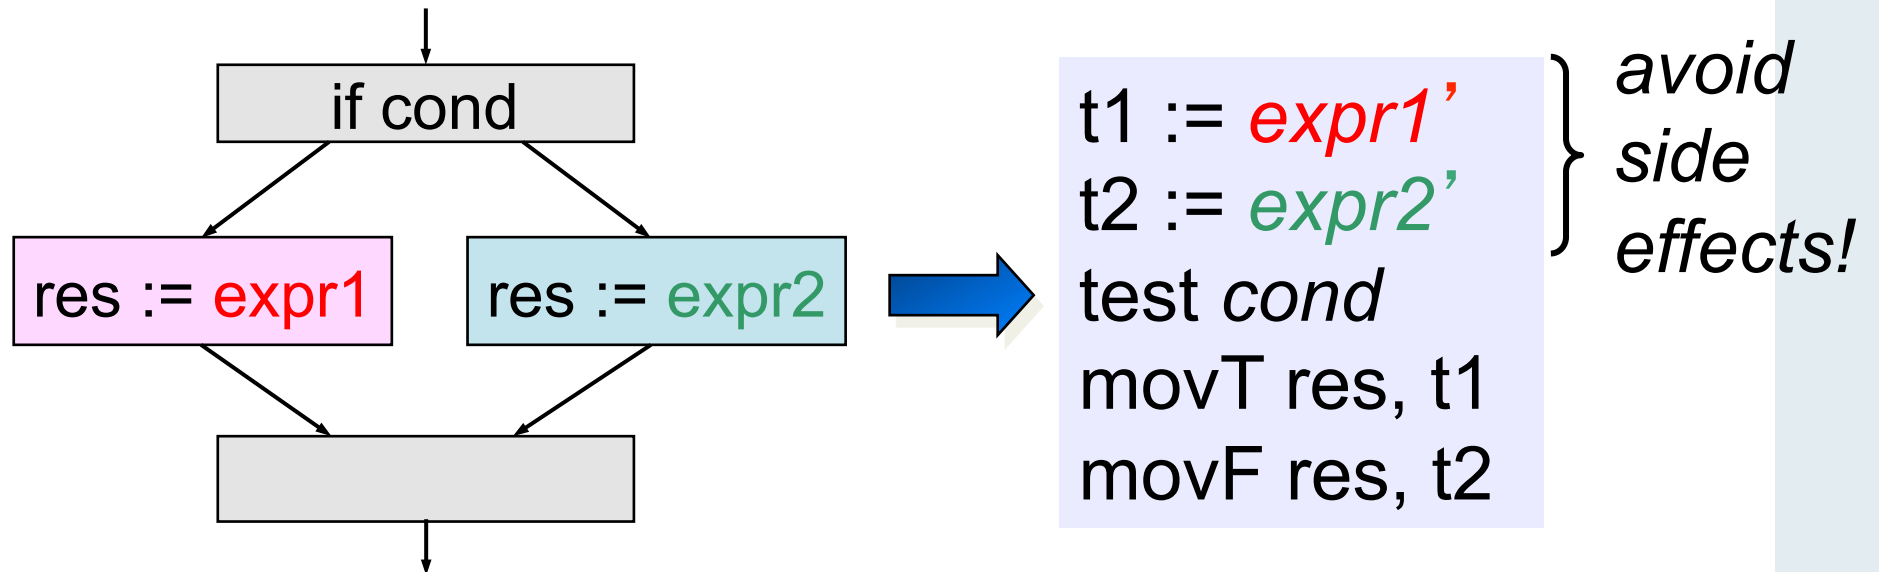 if cond
res := expr1
res := expr2
t1 := expr1’
t2 := expr2’
test cond
movT res, t1
movF res, t2
avoid
side
effects!